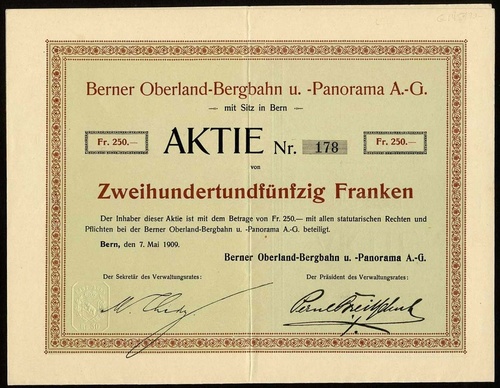 Berner Oberland-Bergbahn u. -Panorama A.-G.
mit Sitz in Bern
Fr. 250.— AKTIE Nr. 178 Fr. 250.—
von
Zweihundertundfünfzig Franken
Der Inhaber dieser Aktie ist mit dem Betrage von Fr. 250.— mit allen statutarischen Rechten und
Pflichten bei der Berner Oberland-Bergbahn u. -Panorama A.-G. beteiligt.
Bern, den 7. Mai 1909.
Berner Oberland-Bergbahn u. -Panorama A.-G.
Der Sekretär des Verwaltungsrates: Der Präsident des Verwaltungsrates: